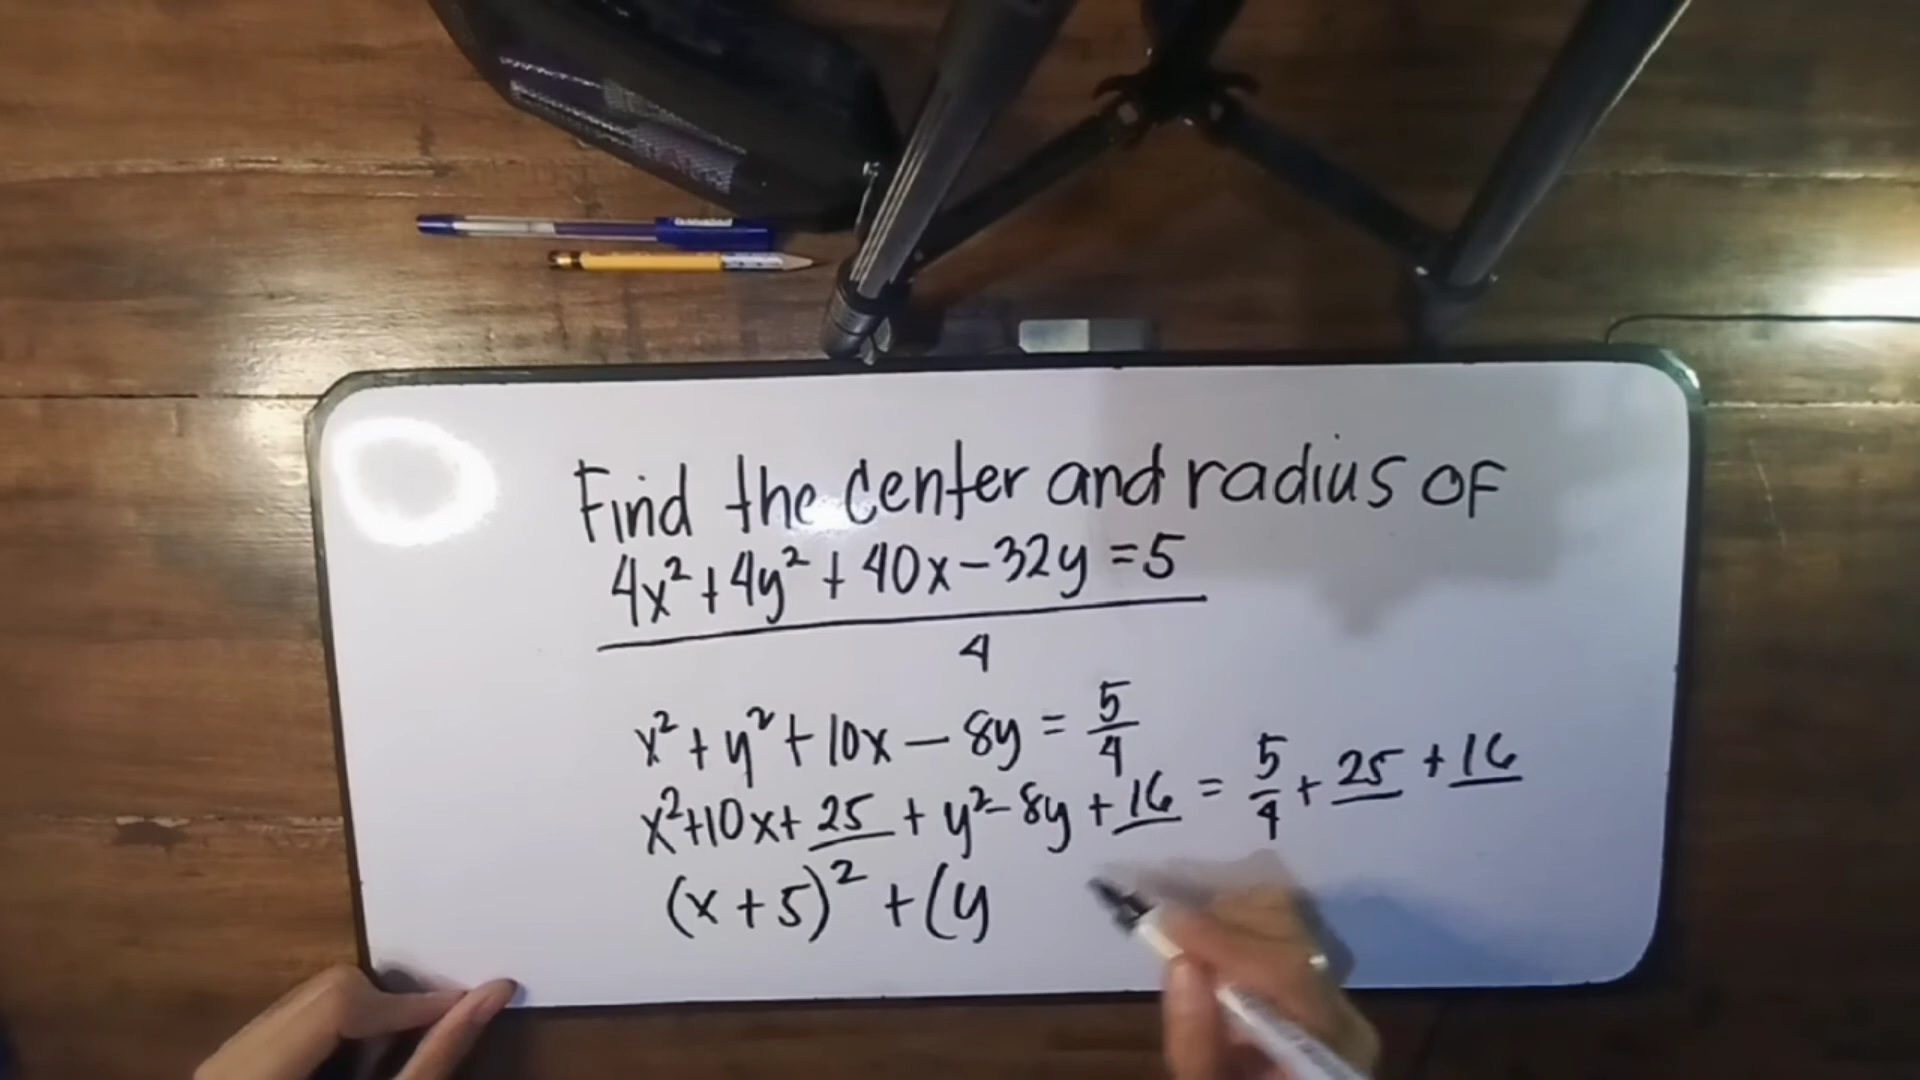 Find the center and radius of
4x² + 4y² + 40x - 32y = 5
4
x² + y² + 10x - 8y = 5/4
x² + 10x + 25 + y² - 8y + 16 = 5/4 + 25 + 16
(x + 5)² + (y